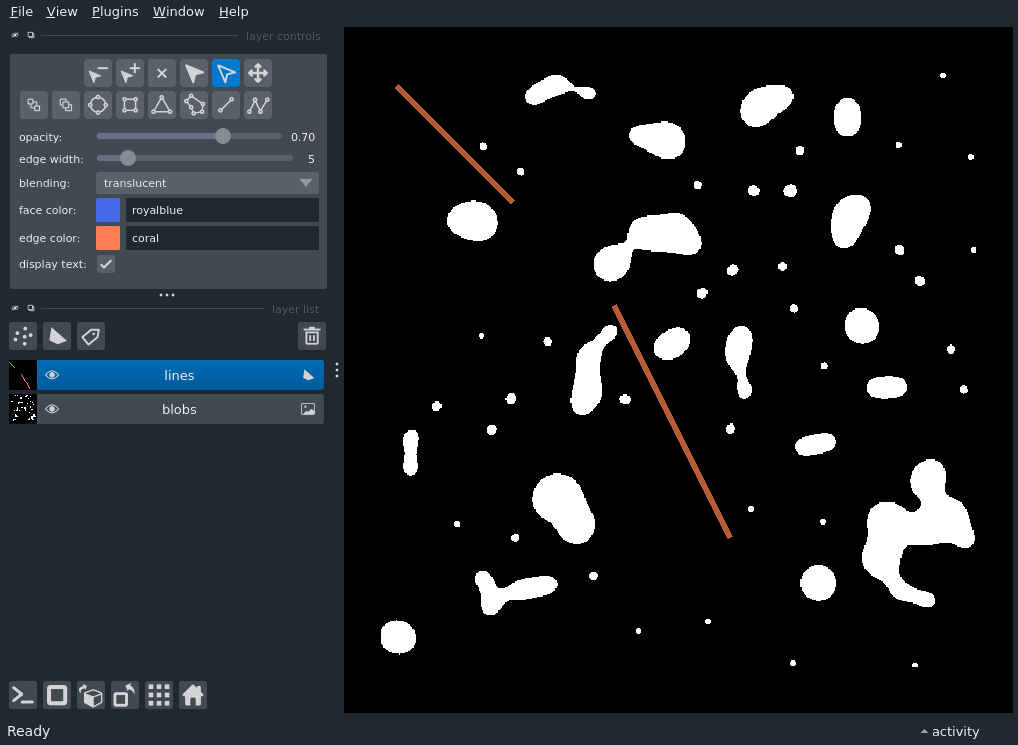 File View Plugins Window Help
layer controls
opacity: 0.70
edge width: 5
blending: translucent
face color: royalblue
edge color: coral
display text:
layer list
lines
blobs
Ready
activity